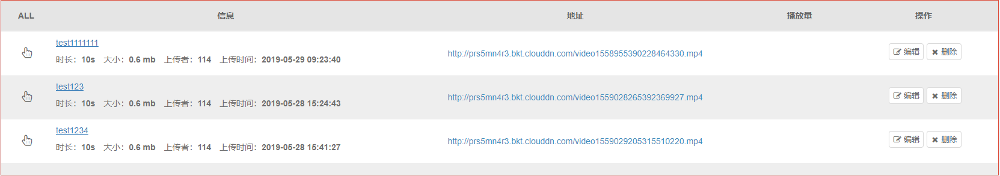 ALL 信息 地址 播放量 操作
test1111111
时长：10s 大小：0.6 mb 上传者：114 上传时间：2019-05-29 09:23:40
http://prs5mn4r3.bkt.clouddn.com/video1558955390228464330.mp4
编辑 删除
test123
时长：10s 大小：0.6 mb 上传者：114 上传时间：2019-05-28 15:24:43
http://prs5mn4r3.bkt.clouddn.com/video1559028265392369927.mp4
编辑 删除
test1234
时长：10s 大小：0.6 mb 上传者：114 上传时间：2019-05-28 15:41:27
http://prs5mn4r3.bkt.clouddn.com/video1559029205315510220.mp4
编辑 删除